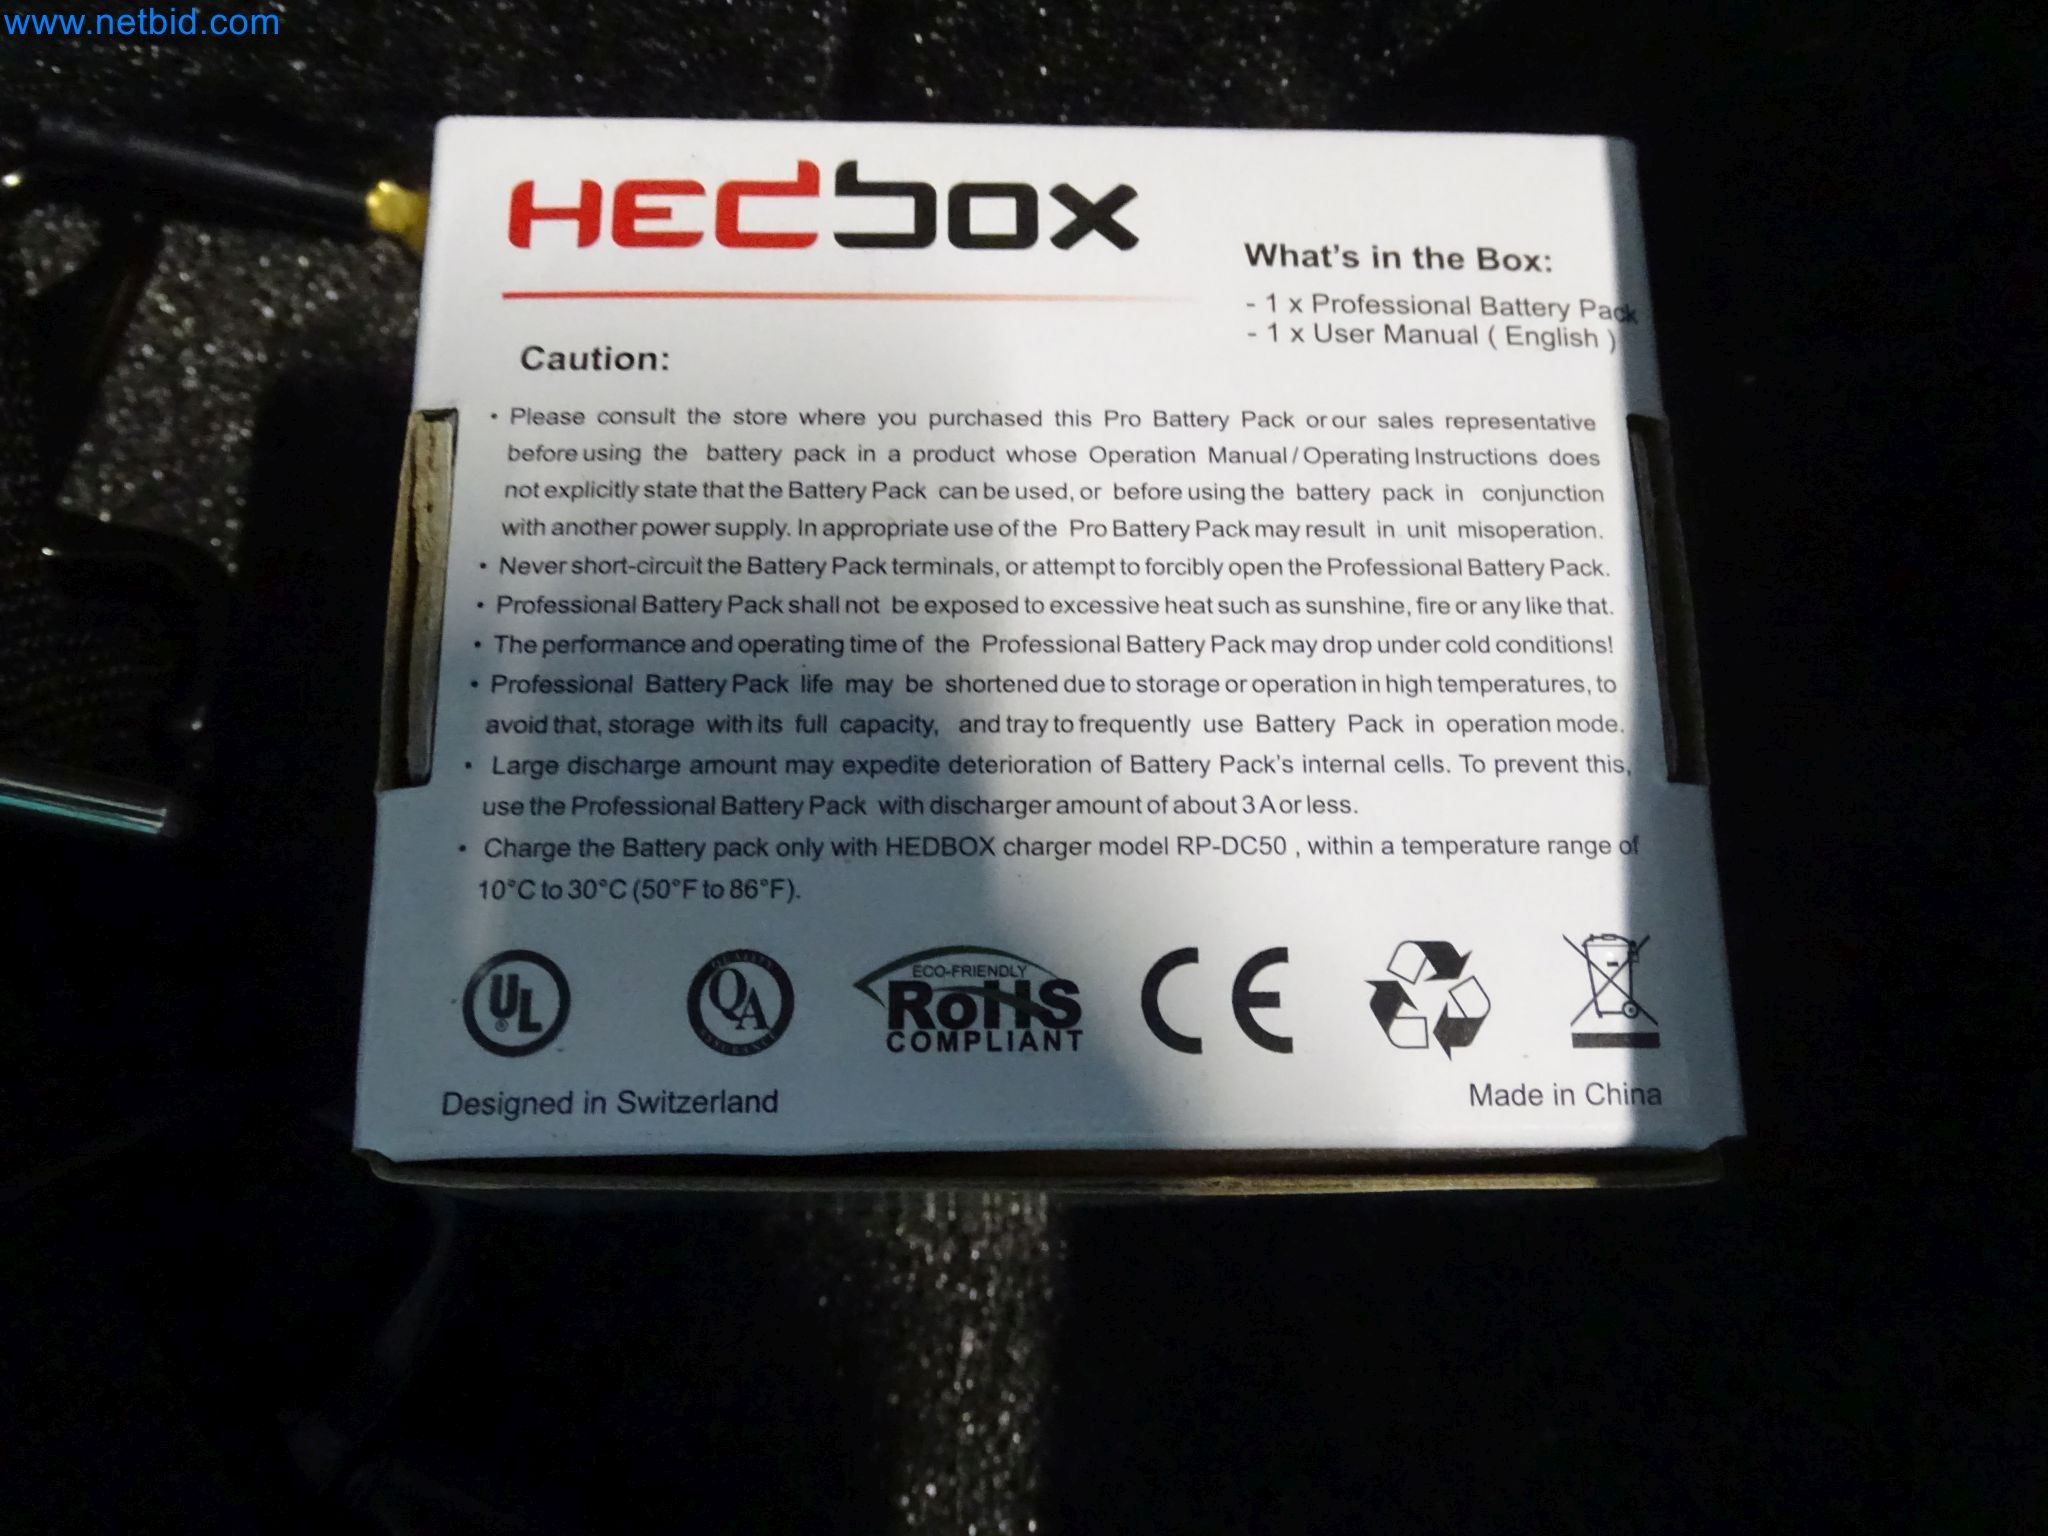 www.netbid.com
HEDBOX
What's in the Box:
- 1 x Professional Battery Pack
- 1 x User Manual ( English )
Caution:
• Please consult the store where you purchased this Pro Battery Pack or our sales representative
before using the battery pack in a product whose Operation Manual / Operating Instructions does
not explicitly state that the Battery Pack can be used, or before using the battery pack in conjunction
with another power supply. In appropriate use of the Pro Battery Pack may result in unit misoperation.
• Never short-circuit the Battery Pack terminals, or attempt to forcibly open the Professional Battery Pack.
• Professional Battery Pack shall not be exposed to excessive heat such as sunshine, fire or any like that.
• The performance and operating time of the Professional Battery Pack may drop under cold conditions!
• Professional Battery Pack life may be shortened due to storage or operation in high temperatures, to
avoid that, storage with its full capacity, and tray to frequently use Battery Pack in operation mode.
• Large discharge amount may expedite deterioration of Battery Pack's internal cells. To prevent this,
use the Professional Battery Pack with discharger amount of about 3 A or less.
• Charge the Battery pack only with HEDBOX charger model RP-DC50 , within a temperature range of
10°C to 30°C (50°F to 86°F).
UL ®
QUALITY QA ASSURANCE
ECO-FRIENDLY
RoHS
COMPLIANT
CE
Designed in Switzerland
Made in China